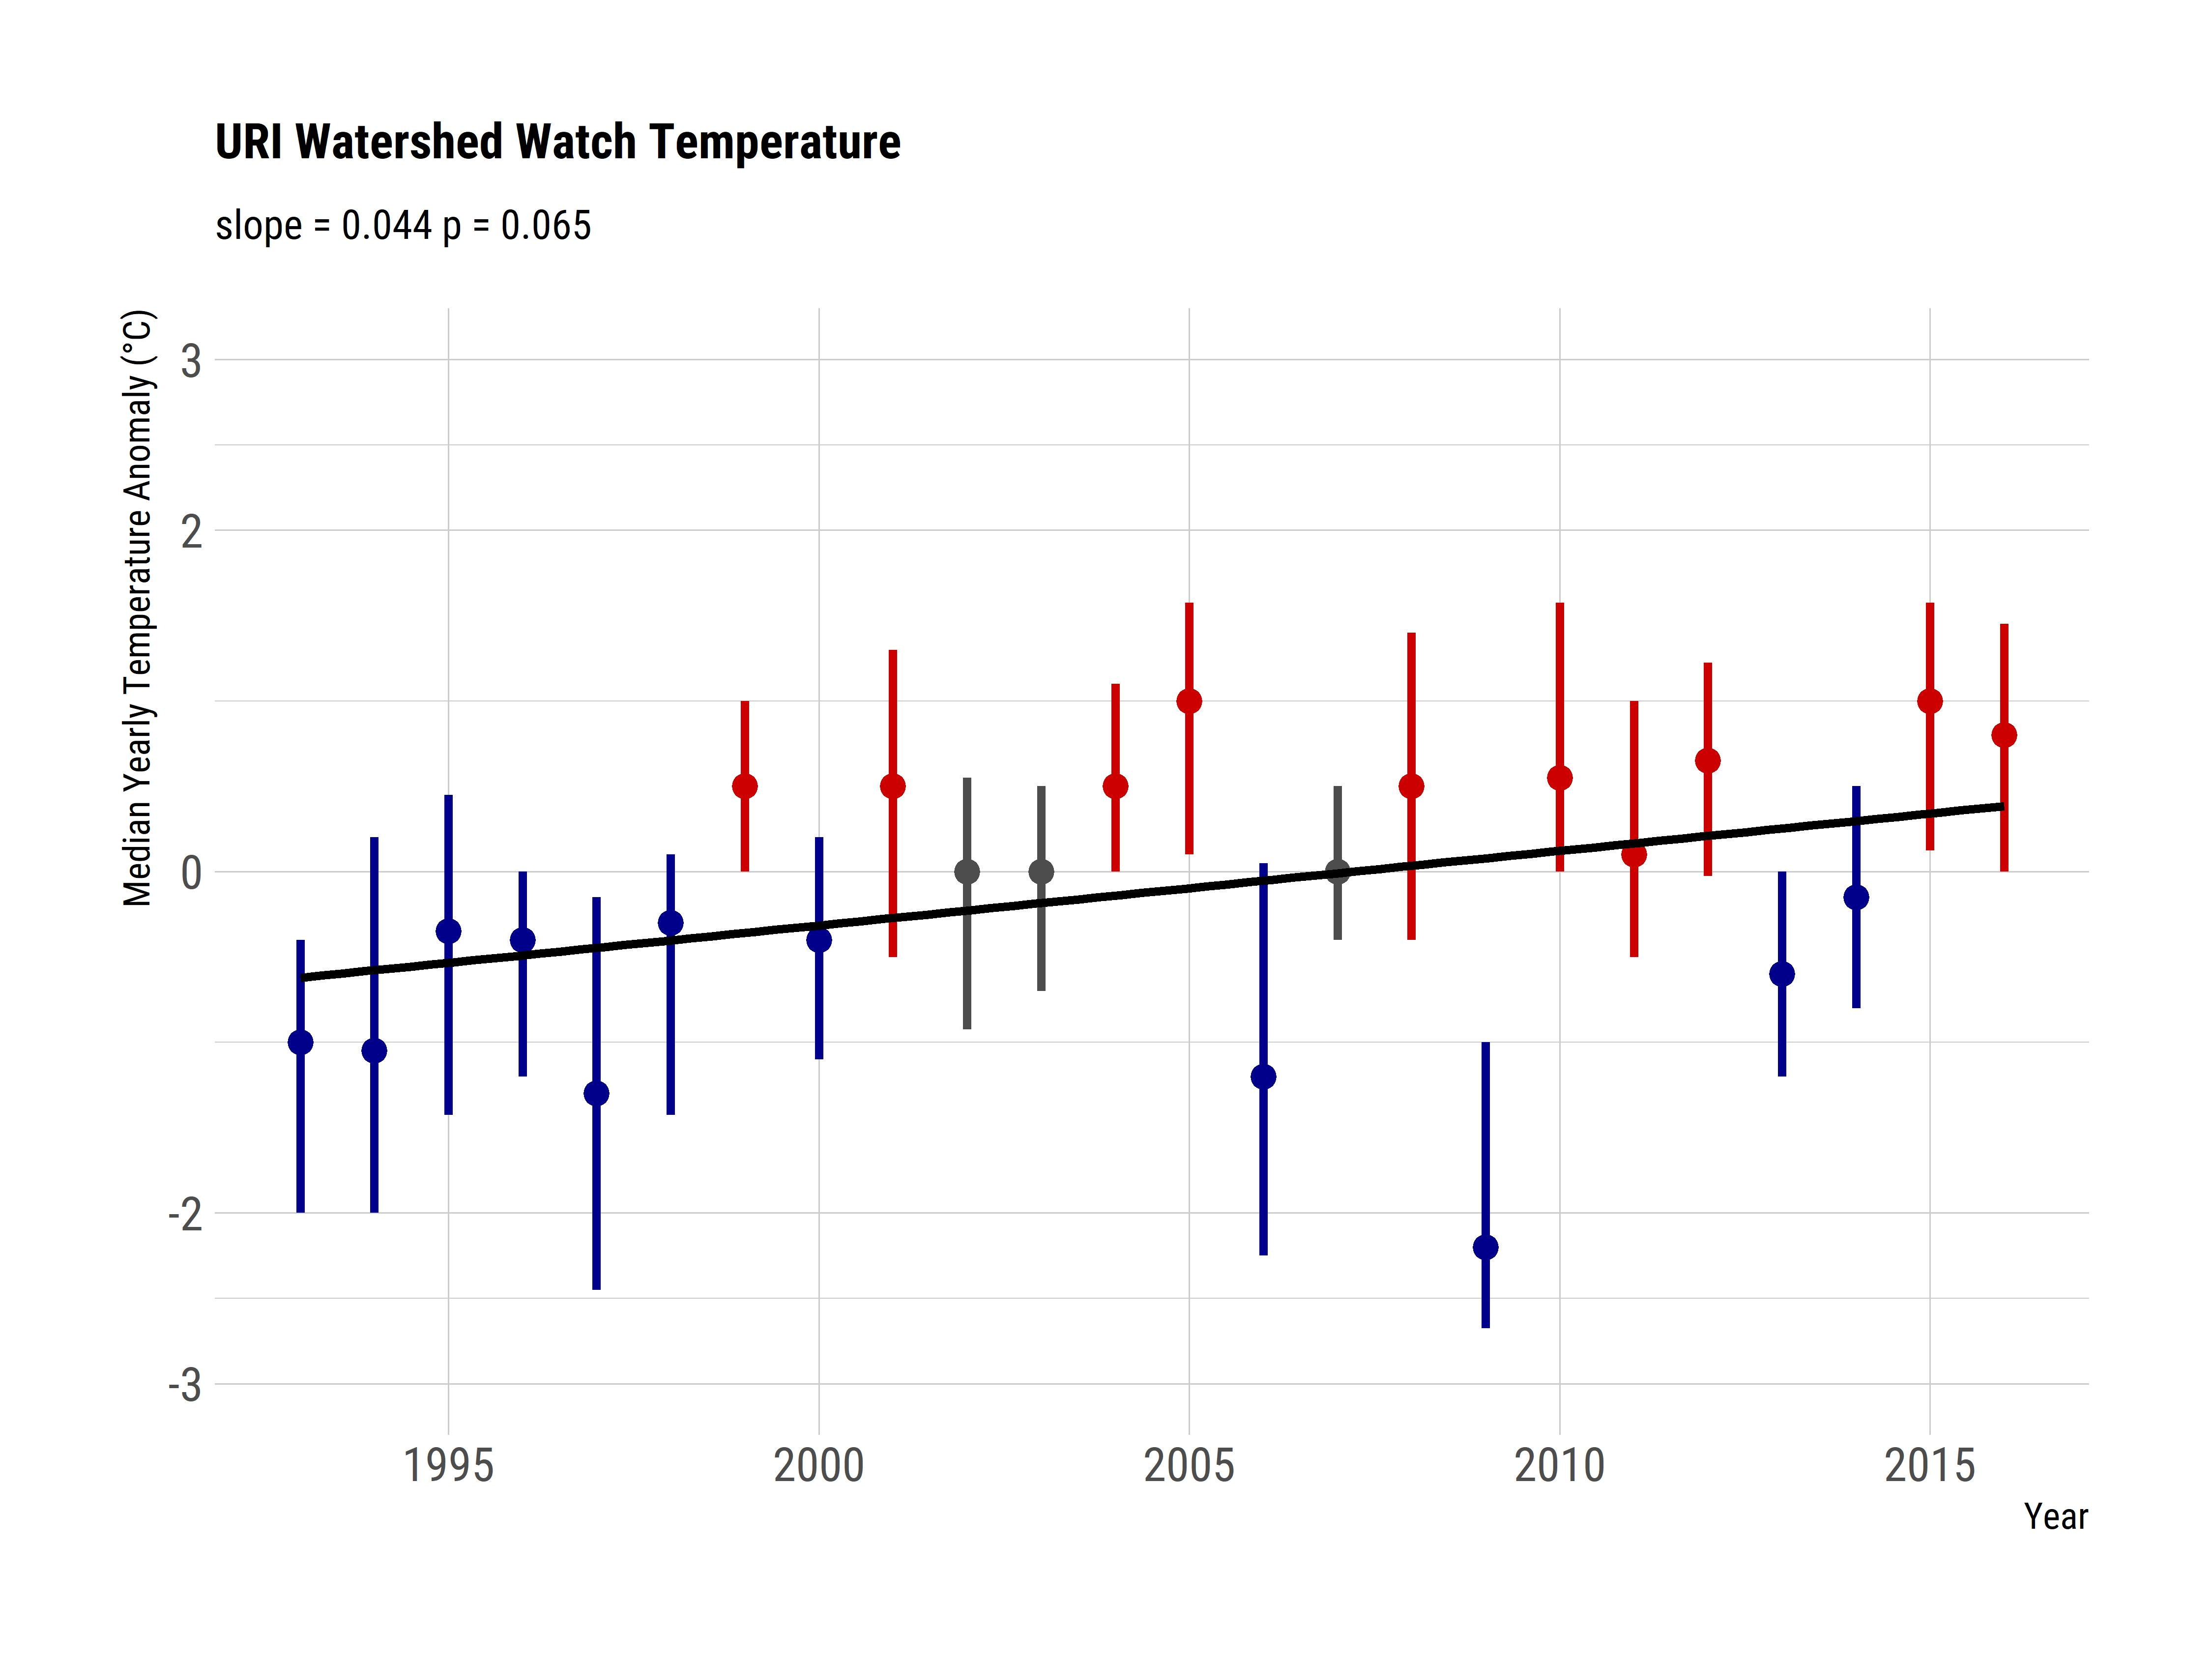 URI Watershed Watch Temperature
slope = 0.044 p = 0.065
Median Yearly Temperature Anomaly (°C)
3
2
0
-2
-3
1995 2000 2005 2010 2015
Year